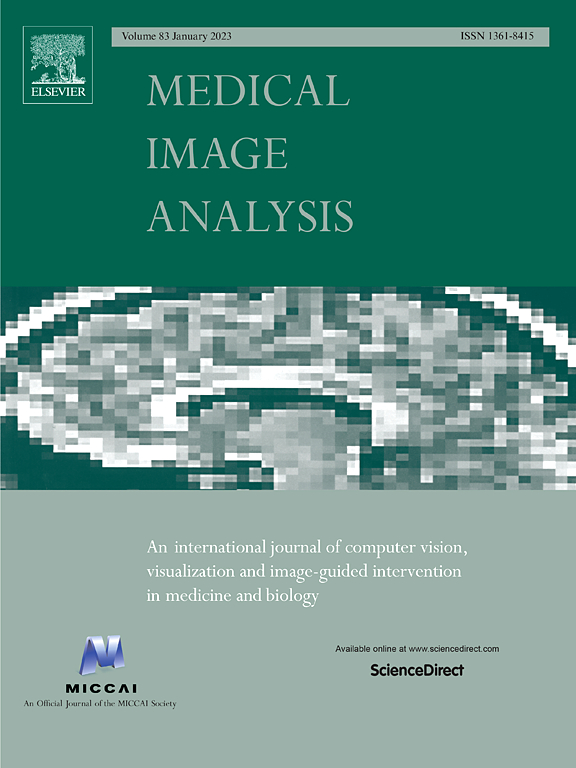 Volume 83 January 2023
ISSN 1361-8415
ELSEVIER
MEDICAL
IMAGE
ANALYSIS
An international journal of computer vision,
visualization and image-guided intervention
in medicine and biology
MICCAI
An Official Journal of the MICCAI Society
Available online at www.sciencedirect.com
ScienceDirect